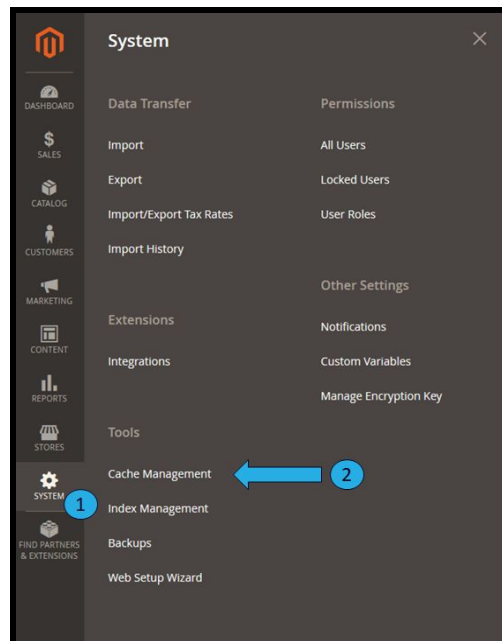 System
DASHBOARD
SALES
CATALOG
CUSTOMERS
MARKETING
CONTENT
REPORTS
STORES
SYSTEM
1
FIND PARTNERS
& EXTENSIONS
Data Transfer
Import
Export
Import/Export Tax Rates
Import History
Extensions
Integrations
Tools
Cache Management
2
Index Management
Backups
Web Setup Wizard
Permissions
All Users
Locked Users
User Roles
Other Settings
Notifications
Custom Variables
Manage Encryption Key